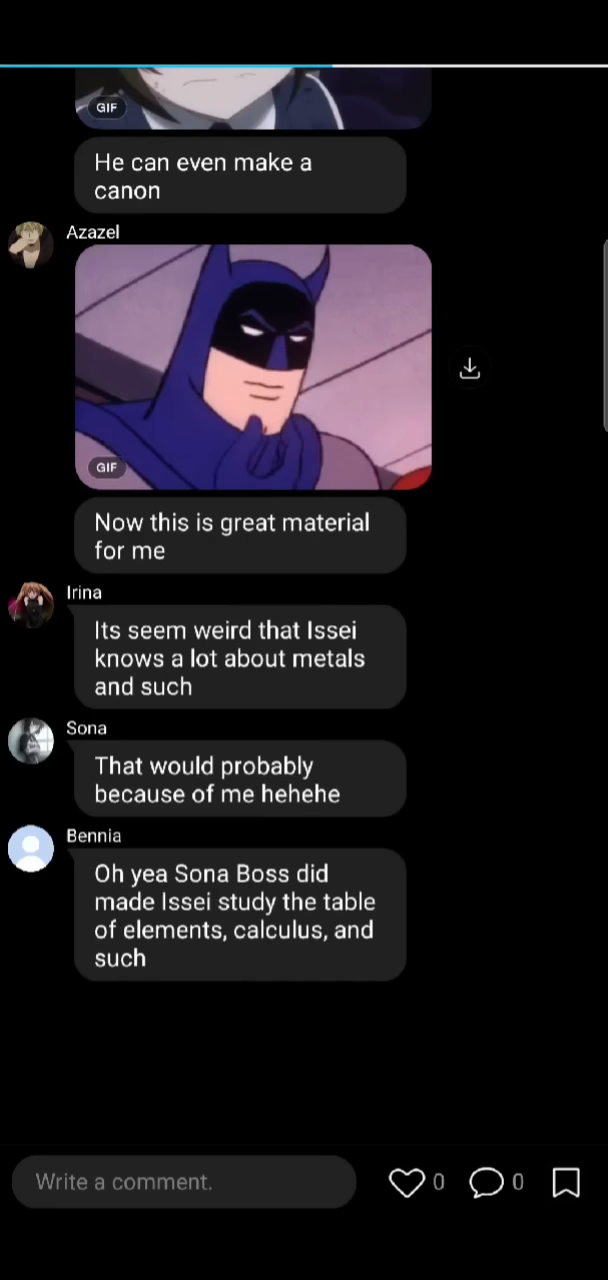 GIF
He can even make a
canon
Azazel
GIF
Now this is great material
for me
Irina
Its seem weird that Issei
knows a lot about metals
and such
Sona
That would probably
because of me hehehe
Bennia
Oh yea Sona Boss did
made Issei study the table
of elements, calculus, and
such
Write a comment.
0
0